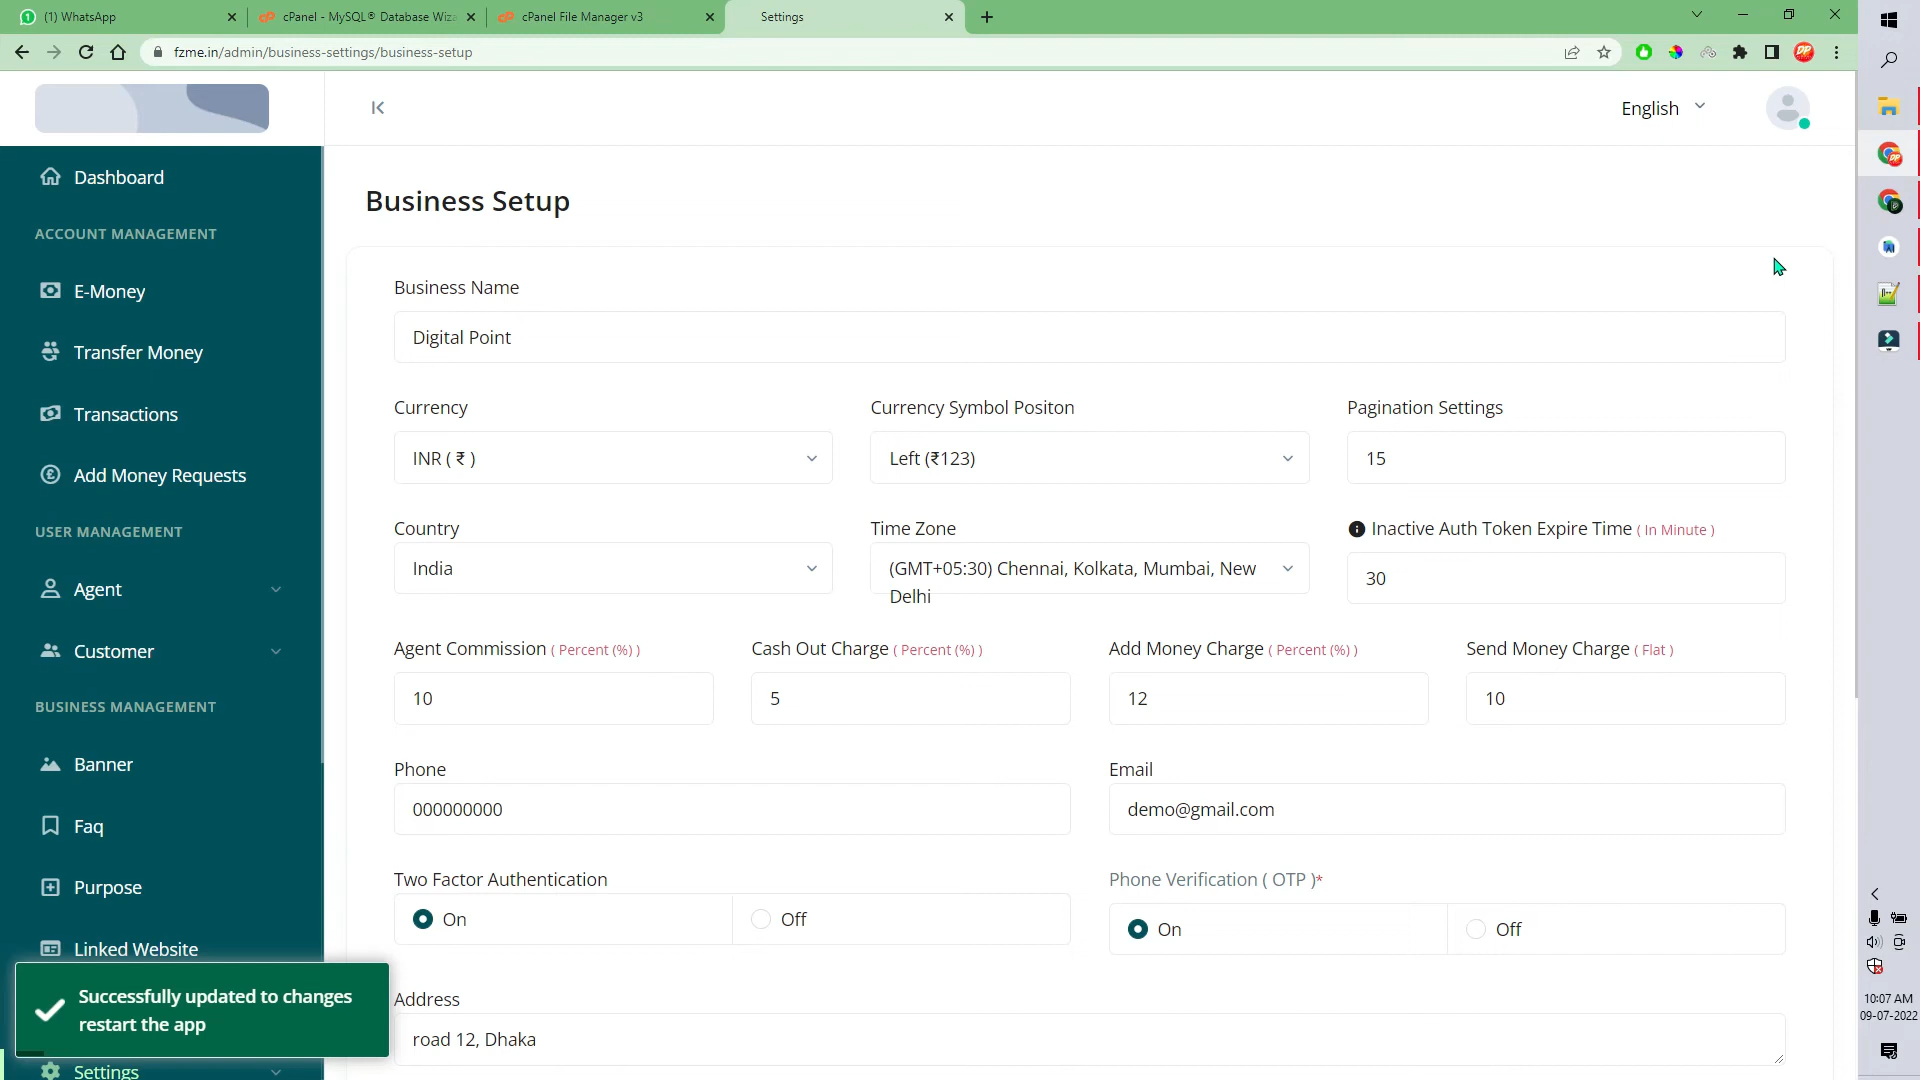 (1) WhatsApp
cPanel - MySQL® Database Wiza
cPanel File Manager v3
Settings
fzme.in/admin/business-settings/business-setup
English
Dashboard
ACCOUNT MANAGEMENT
E-Money
Transfer Money
Transactions
Add Money Requests
USER MANAGEMENT
Agent
Customer
BUSINESS MANAGEMENT
Banner
Faq
Purpose
Linked Website
Settings
Successfully updated to changes
restart the app
Business Setup
Business Name
Digital Point
Currency
INR ( ₹ )
Currency Symbol Positon
Left (₹123)
Pagination Settings
15
Country
India
Time Zone
(GMT+05:30) Chennai, Kolkata, Mumbai, New
Delhi
Inactive Auth Token Expire Time ( In Minute )
30
Agent Commission ( Percent (%) )
10
Cash Out Charge ( Percent (%) )
5
Add Money Charge ( Percent (%) )
12
Send Money Charge ( Flat )
10
Phone
000000000
Email
demo@gmail.com
Two Factor Authentication
On
Off
Phone Verification ( OTP )*
On
Off
Address
road 12, Dhaka
10:07 AM
09-07-2022